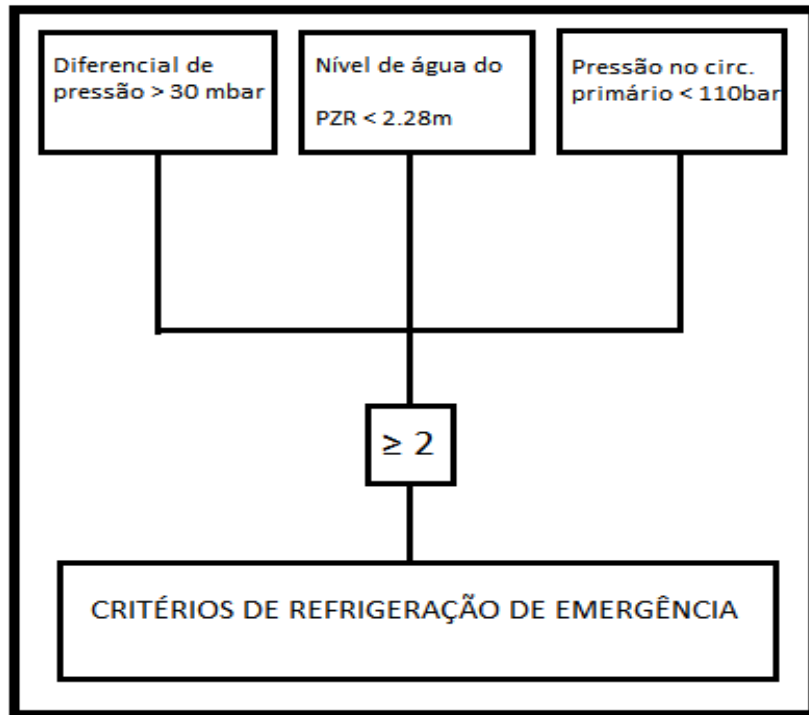 Diferencial de
pressão > 30 mbar
Nível de água do
PZR < 2.28m
Pressão no circ.
primário < 110bar
≥ 2
CRITÉRIOS DE REFRIGERAÇÃO DE EMERGÊNCIA